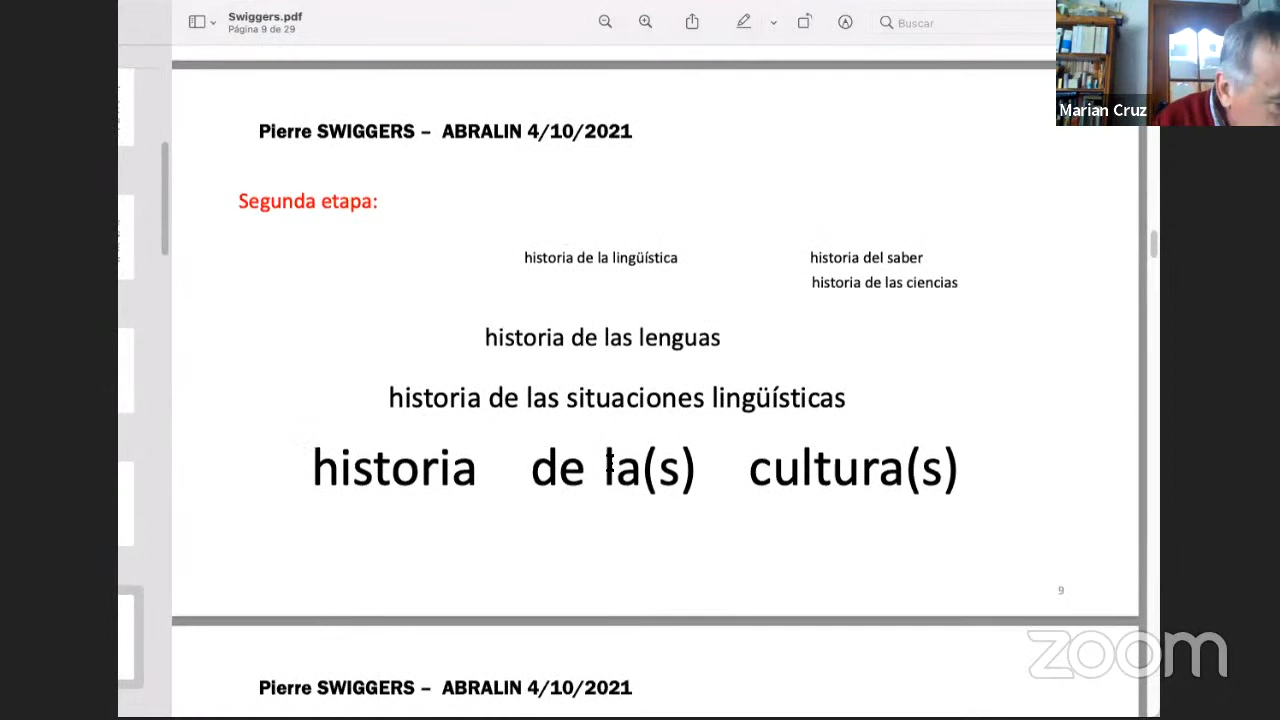 Swiggers.pdf
Página 9 de 29
Buscar
Marian Cruz
Pierre SWIGGERS – ABRALIN 4/10/2021
Segunda etapa:
historia de la lingüística historia del saber
historia de las ciencias
historia de las lenguas
historia de las situaciones lingüísticas
historia de la(s) cultura(s)
9
zoom
Pierre SWIGGERS – ABRALIN 4/10/2021